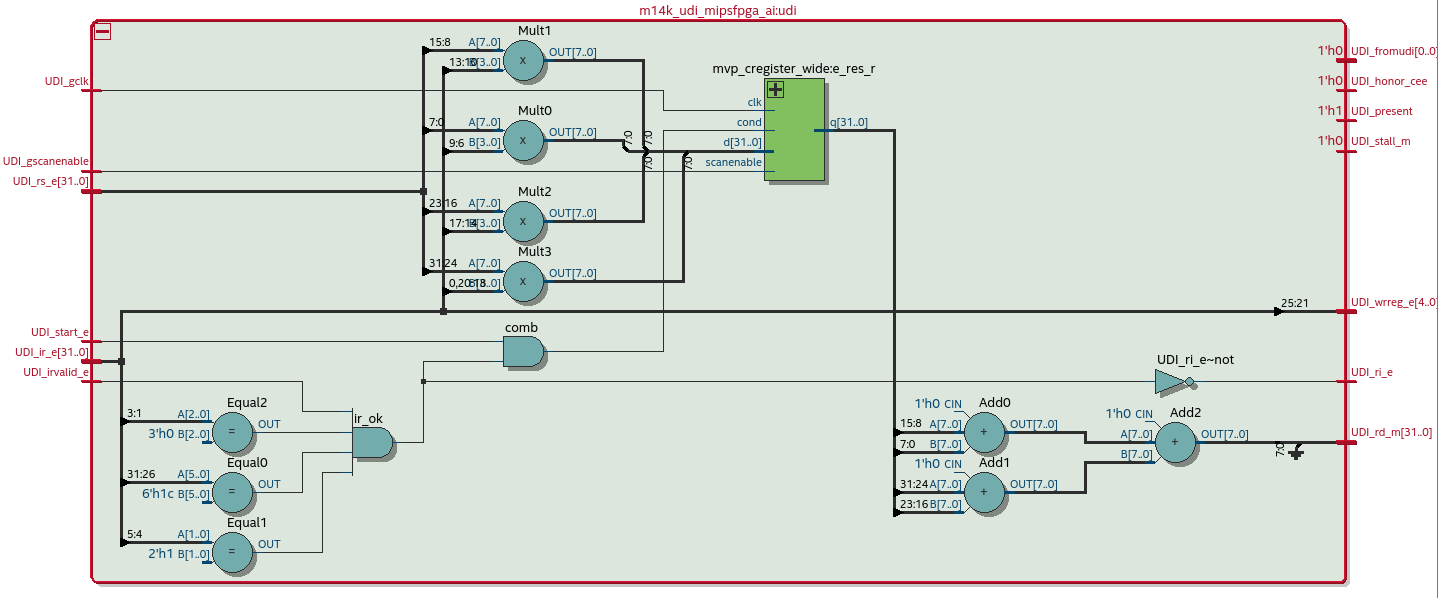 m14k_udi_mipsfpga_ai:udi
UDI_gclk
UDI_gscanenable
UDI_rs_e[31..0]
UDI_start_e
UDI_ir_e[31..0]
UDI_irvalid_e
Mult1
15:8 A[7..0]
13:10 B[3..0]
x
OUT[7..0]
Mult0
7:0 A[7..0]
9:6 B[3..0]
x
OUT[7..0]
Mult2
23:16 A[7..0]
17:14 B[3..0]
x
OUT[7..0]
Mult3
31:24 A[7..0]
0,20:18 B[3..0]
x
OUT[7..0]
7:0
7:0
7:0
7:0
mvp_cregister_wide:e_res_r
clk
cond
d[31..0]
scanenable
q[31..0]
comb
Equal2
3:1 A[2..0]
3'h0 B[2..0]
=
OUT
Equal0
31:26 A[5..0]
6'h1c B[5..0]
=
OUT
Equal1
5:4 A[1..0]
2'h1 B[1..0]
=
OUT
ir_ok
25:21
UDI_ri_e~not
Add0
1'h0 CIN
15:8 A[7..0]
7:0 B[7..0]
+
OUT[7..0]
Add1
1'h0 CIN
31:24 A[7..0]
23:16 B[7..0]
+
OUT[7..0]
Add2
1'h0 CIN
A[7..0]
B[7..0]
+
OUT[7..0]
7:0
1'h0 UDI_fromudi[0..0]
1'h0 UDI_honor_cee
1'h1 UDI_present
1'h0 UDI_stall_m
UDI_wrreg_e[4..0]
UDI_ri_e
UDI_rd_m[31..0]